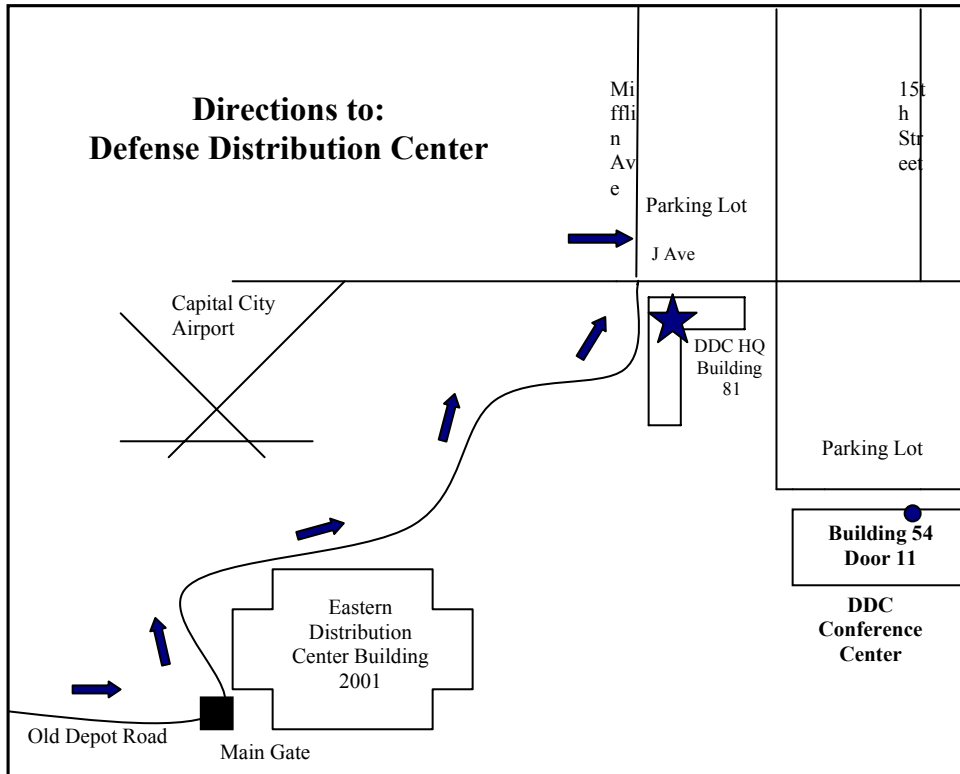 Directions to:
Defense Distribution Center
Mi
ffli
n
Av
e
15t
h
Str
eet
Parking Lot
J Ave
Capital City
Airport
DDC HQ
Building
81
Parking Lot
Building 54
Door 11
DDC
Conference
Center
Eastern
Distribution
Center Building
2001
Old Depot Road
Main Gate